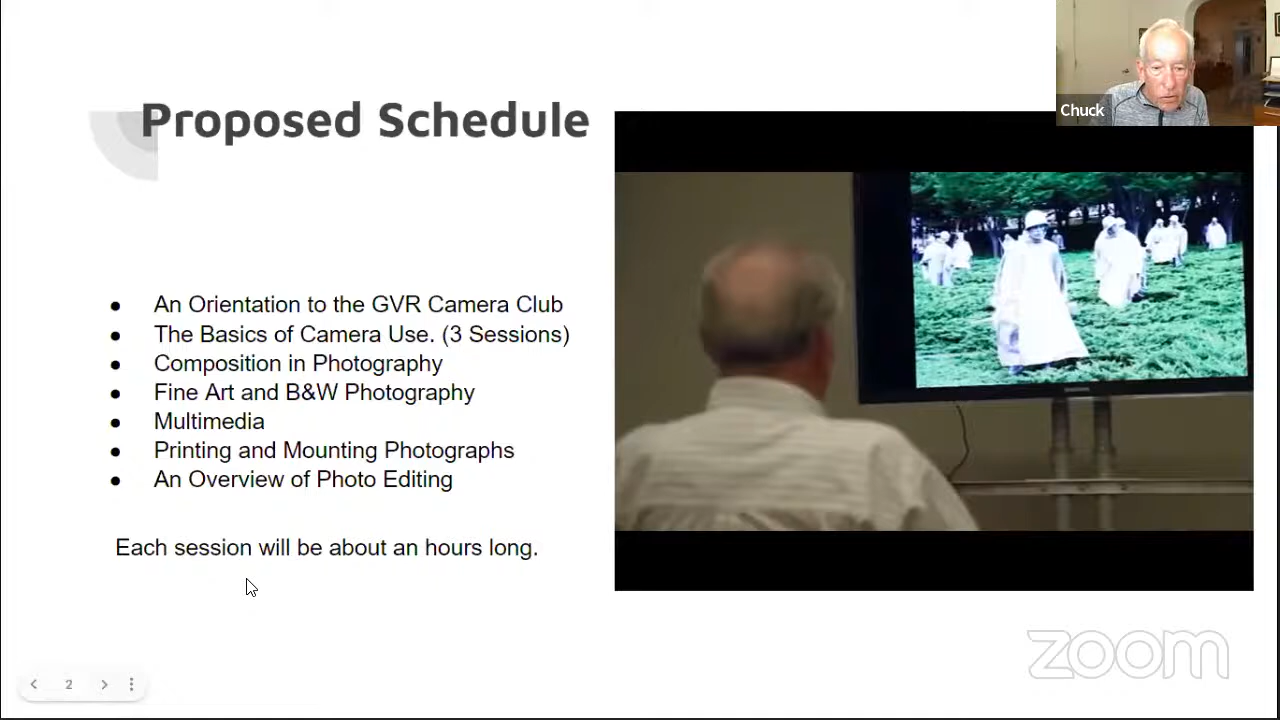 Chuck
Proposed Schedule
An Orientation to the GVR Camera Club
The Basics of Camera Use. (3 Sessions)
Composition in Photography
Fine Art and B&W Photography
Multimedia
Printing and Mounting Photographs
An Overview of Photo Editing
Each session will be about an hours long.
zoom
2